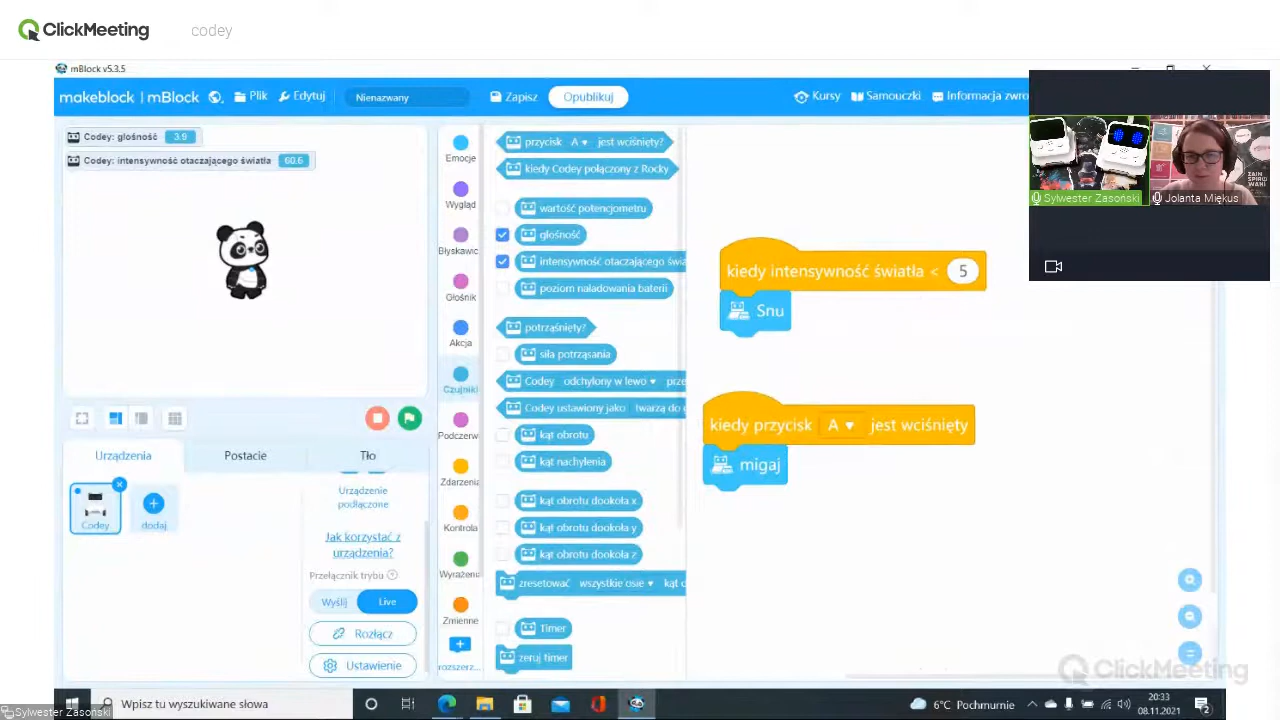 ClickMeeting codey
mBlock v5.3.5
makeblock | mBlock Plik Edytuj Nienazwany Zapisz Opublikuj Kursy Samouczki Informacja zwro
Codey: głośność 3.9
Codey: intensywność otaczającego światła 60.6
Urządzenia Postacie Tło
Codey
dodaj
Urządzenie
podłączone
Jak korzystać z
urządzenia?
Przełącznik trybu
Wyślij Live
Rozłącz
Ustawienie
Emocje
Wygląd
Błyskawic
Głośnik
Akcja
Czujniki
Podczerw
Zdarzenia
Kontrola
Wyrażenia
Zmienne
rozszerz
przycisk A jest wciśnięty?
kiedy Codey połączony z Rocky
wartość potencjometru
głośność
intensywność otaczającego świa
poziom naładowania baterii
potrząśnięty?
siła potrząsania
Codey odchylony w lewo prze
Codey ustawiony jako twarzą do
kąt obrotu
kąt nachylenia
kąt obrotu dookoła x
kąt obrotu dookoła y
kąt obrotu dookoła z
zresetować wszystkie osie kąt o
Timer
zeruj timer
kiedy intensywność światła < 5
Snu
kiedy przycisk A jest wciśnięty
migaj
ZAIN
SPIRO
WANI
Sylwester Zasoński Jolanta Miękus
ClickMeeting
Wpisz tu wyszukiwane słowa
Sylwester Zasoński
6°C Pochmurnie
20:33
08.11.2021
2